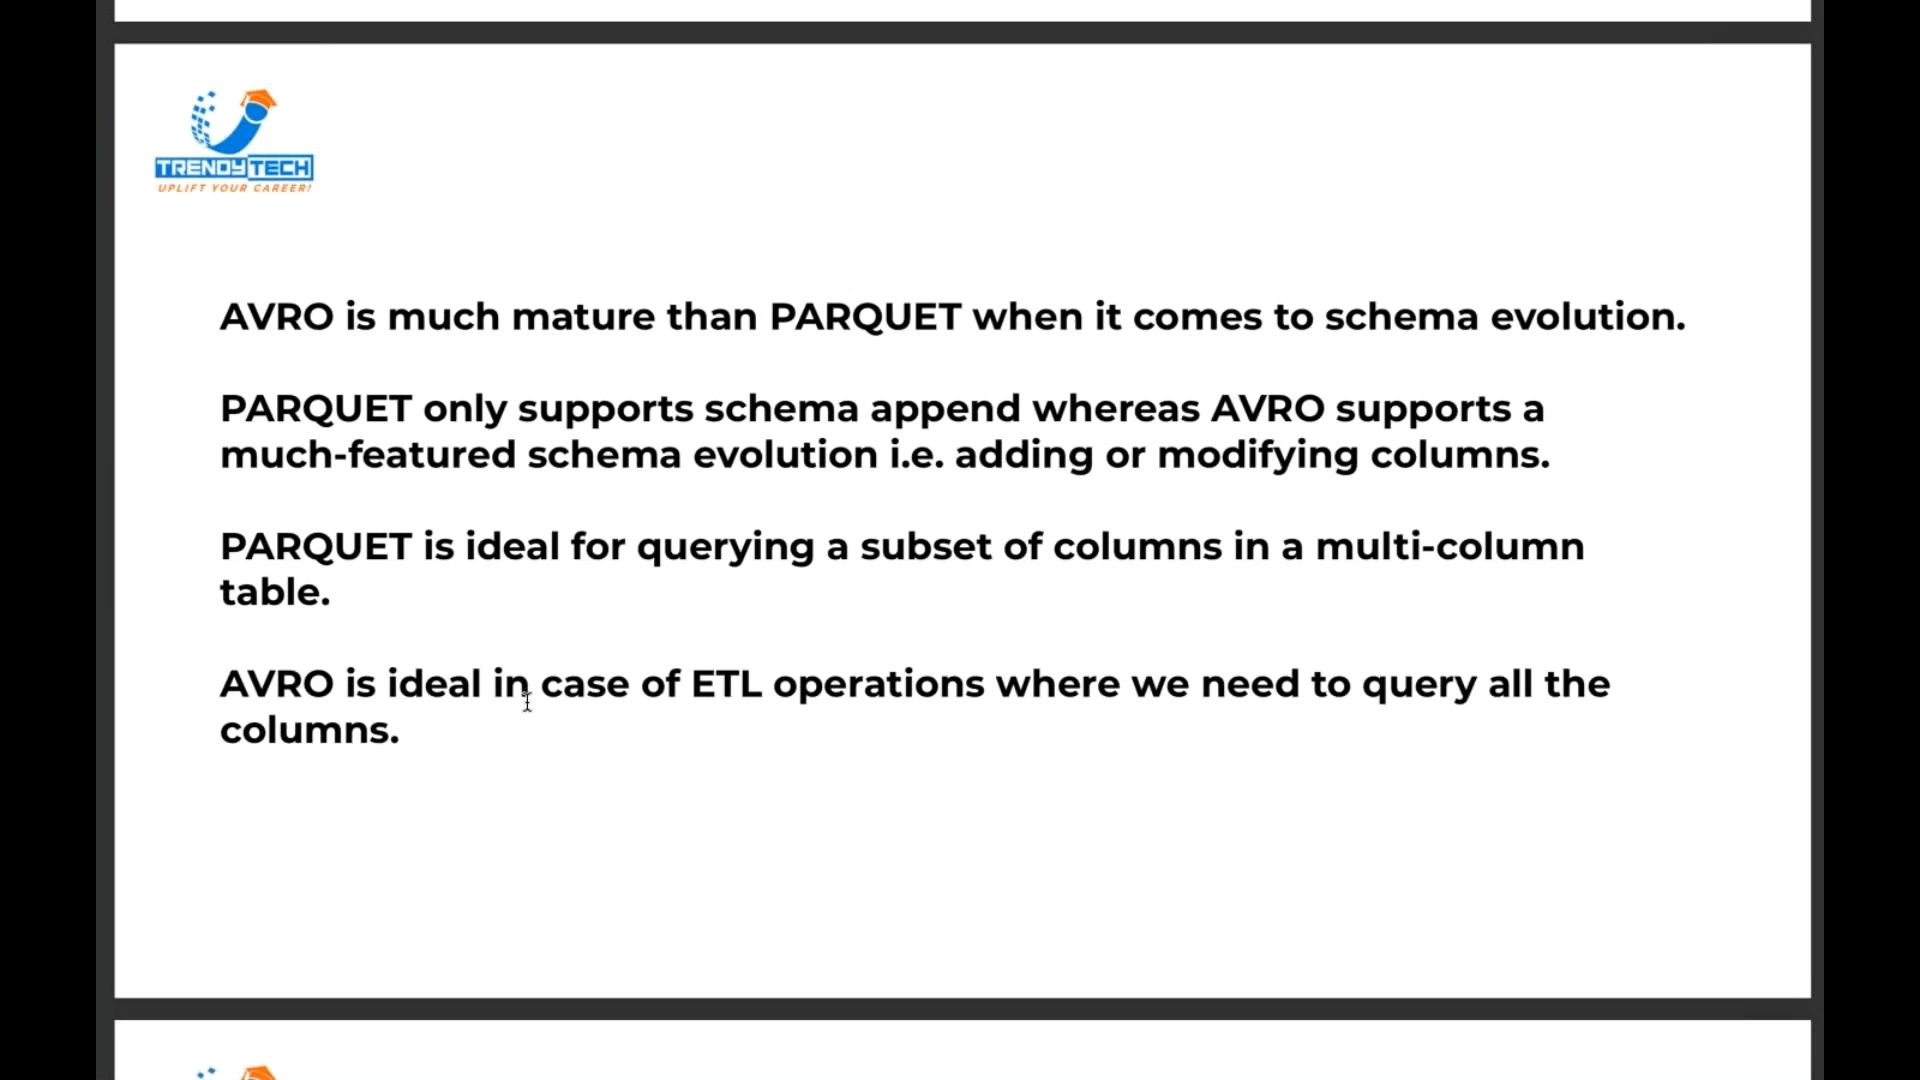 TRENDYTECH
UPLIFT YOUR CAREER!
AVRO is much mature than PARQUET when it comes to schema evolution.
PARQUET only supports schema append whereas AVRO supports a
much-featured schema evolution i.e. adding or modifying columns.
PARQUET is ideal for querying a subset of columns in a multi-column
table.
AVRO is ideal in case of ETL operations where we need to query all the
columns.